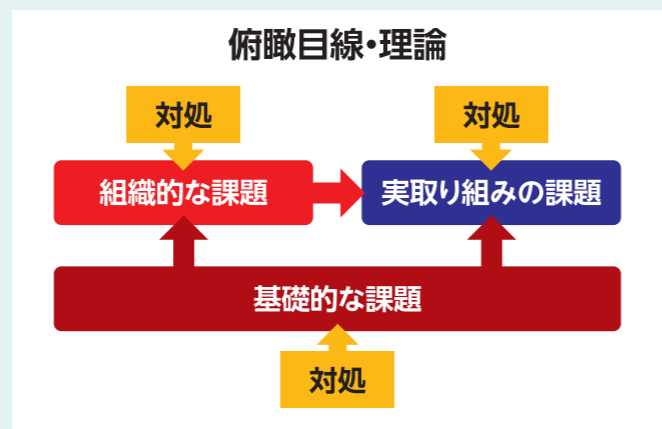 俯瞰目線・理論
対処
対処
組織的な課題
実取り組みの課題
基礎的な課題
対処